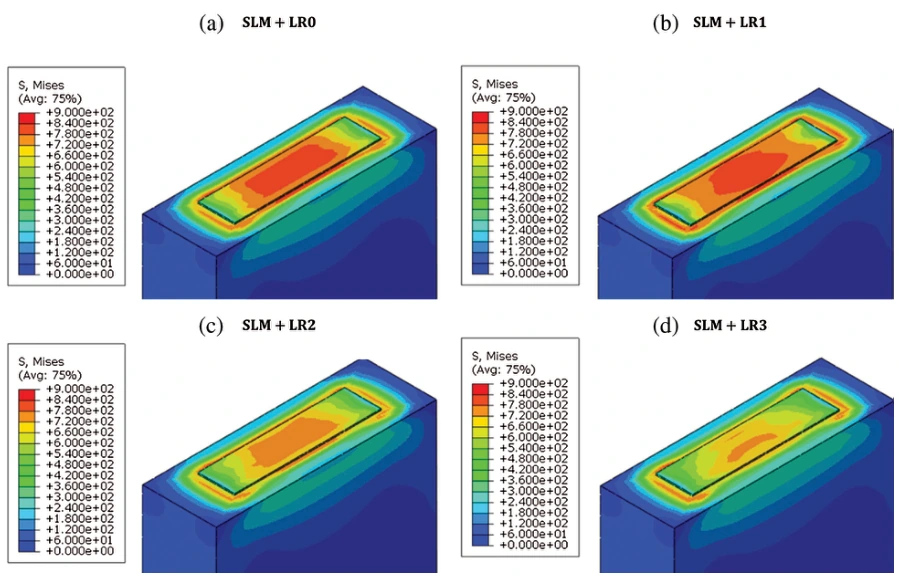 (a) SLM + LR0
S, Mises
(Avg: 75%)
+9.000e+02
+8.400e+02
+7.800e+02
+7.200e+02
+6.600e+02
+6.000e+02
+5.400e+02
+4.800e+02
+4.200e+02
+3.600e+02
+3.000e+02
+2.400e+02
+1.800e+02
+1.200e+02
+6.000e+01
+0.000e+00
(b) SLM + LR1
S, Mises
(Avg: 75%)
+9.000e+02
+8.400e+02
+7.800e+02
+7.200e+02
+6.600e+02
+6.000e+02
+5.400e+02
+4.800e+02
+4.200e+02
+3.600e+02
+3.000e+02
+2.400e+02
+1.800e+02
+1.200e+02
+6.000e+01
+0.000e+00
(c) SLM + LR2
S, Mises
(Avg: 75%)
+9.000e+02
+8.400e+02
+7.800e+02
+7.200e+02
+6.600e+02
+6.000e+02
+5.400e+02
+4.800e+02
+4.200e+02
+3.600e+02
+3.000e+02
+2.400e+02
+1.800e+02
+1.200e+02
+6.000e+01
+0.000e+00
(d) SLM + LR3
S, Mises
(Avg: 75%)
+9.000e+02
+8.400e+02
+7.800e+02
+7.200e+02
+6.600e+02
+6.000e+02
+5.400e+02
+4.800e+02
+4.200e+02
+3.600e+02
+3.000e+02
+2.400e+02
+1.800e+02
+1.200e+02
+6.000e+01
+0.000e+00